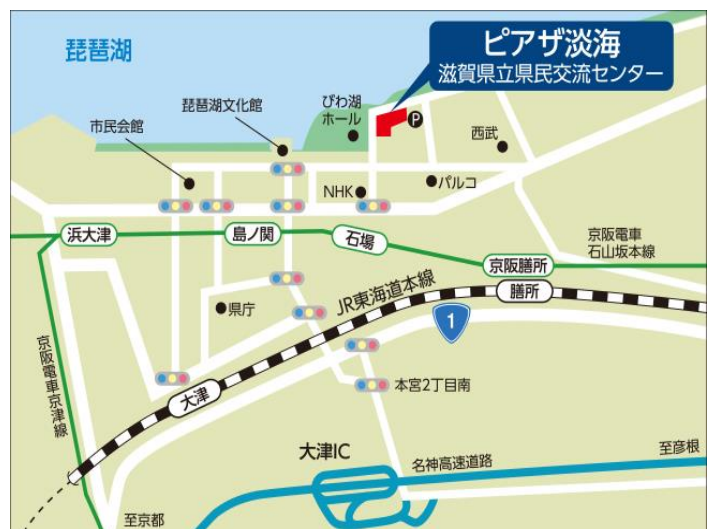 琵琶湖
ピアザ淡海
滋賀県立県民交流センター
びわ湖
ホール
P
琵琶湖文化館
市民会館
西武
NHK
パルコ
浜大津
島ノ関
石場
京阪電車
石山坂本線
京阪膳所
膳所
JR東海道本線
県庁
1
京阪電車京津線
大津
本宮2丁目南
大津IC
名神高速道路
至彦根
至京都